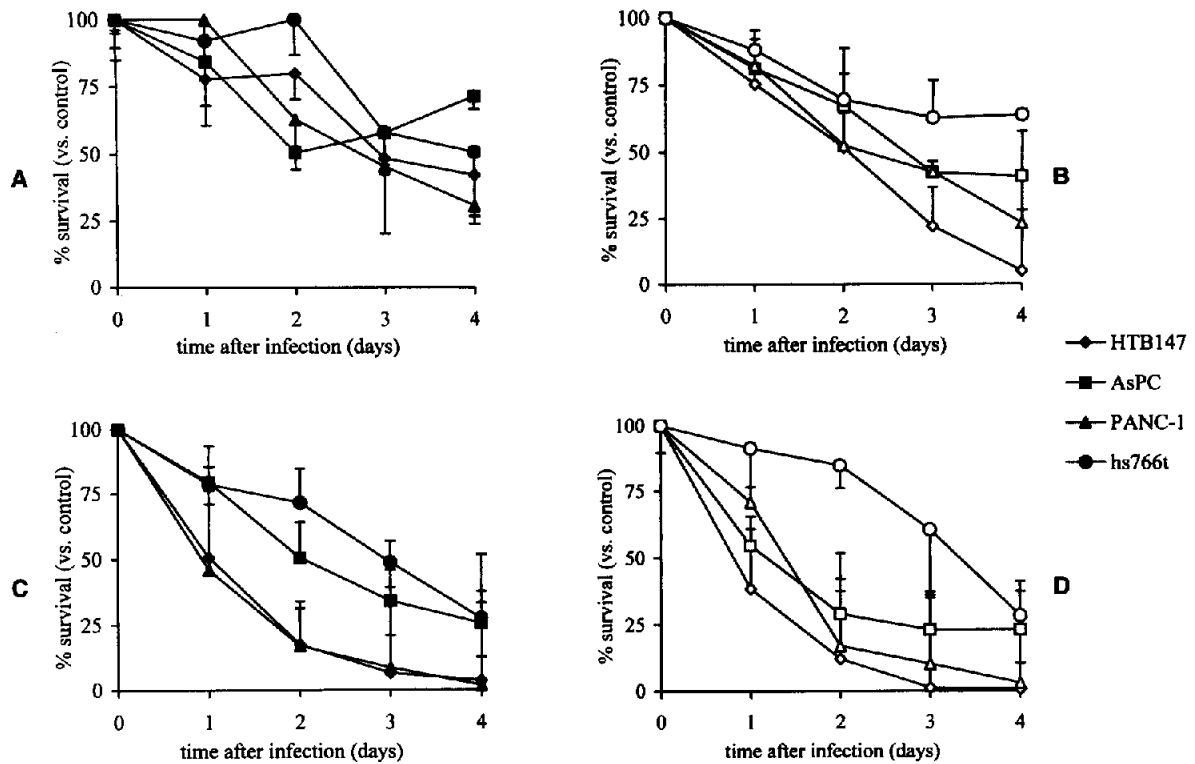 A
% survival (vs. control)
100
75
50
25
0
0 1 2 3 4
time after infection (days)
B
% survival (vs. control)
100
75
50
25
0
0 1 2 3 4
time after infection (days)
HTB147
AsPC
PANC-1
hs766t
C
% survival (vs. control)
100
75
50
25
0
0 1 2 3 4
time after infection (days)
D
% survival (vs. control)
100
75
50
25
0
0 1 2 3 4
time after infection (days)